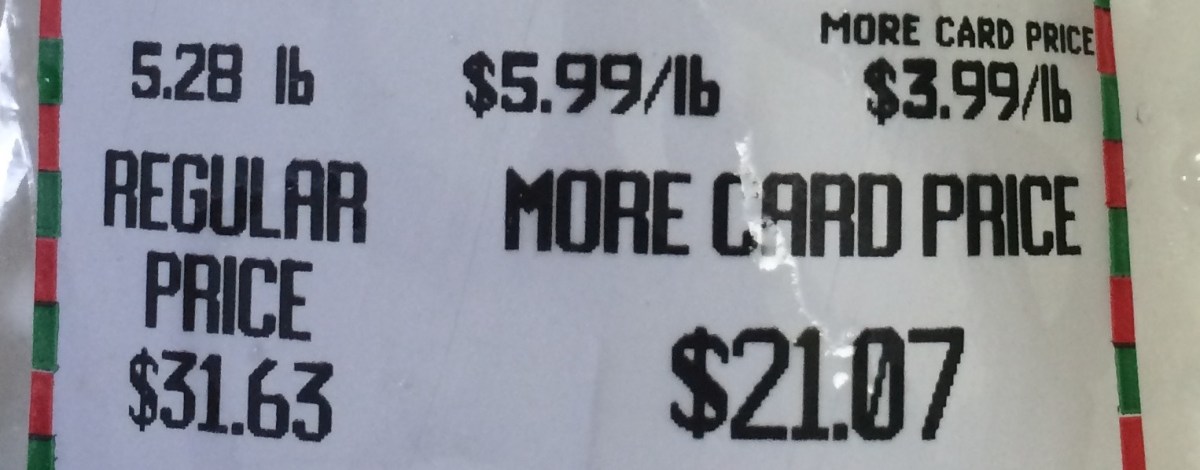 MORE CARD PRICE
5.28 lb $5.99/lb $3.99/lb
REGULAR PRICE
$31.63
MORE CARD PRICE
$21.07